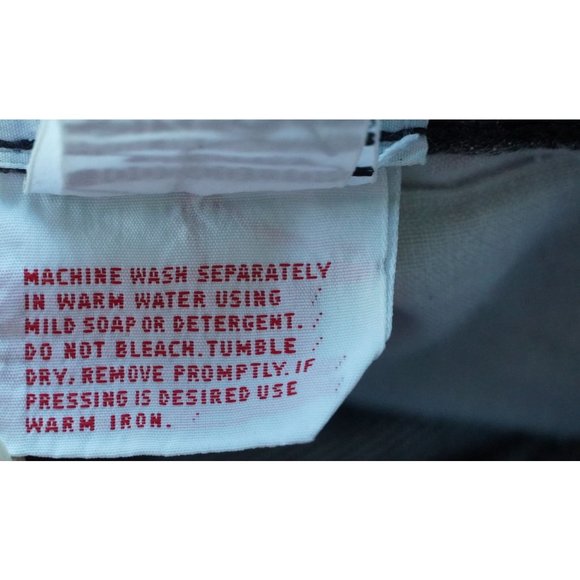 MACHINE WASH SEPARATELY
IN WARM WATER USING
MILD SOAP OR DETERGENT.
DO NOT BLEACH. TUMBLE
DRY, REMOVE PROMPTLY. IF
PRESSING IS DESIRED USE
WARM IRON.